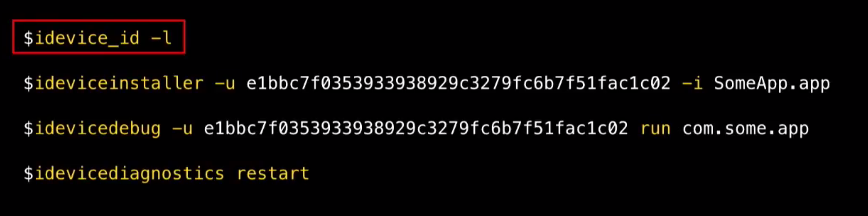 $idevice_id -l
$ideviceinstaller -u e1bbc7f0353933938929c3279fc6b7f51fac1c02 -i SomeApp.app
$idevicedebug -u e1bbc7f0353933938929c3279fc6b7f51fac1c02 run com.some.app
$idevicediagnostics restart